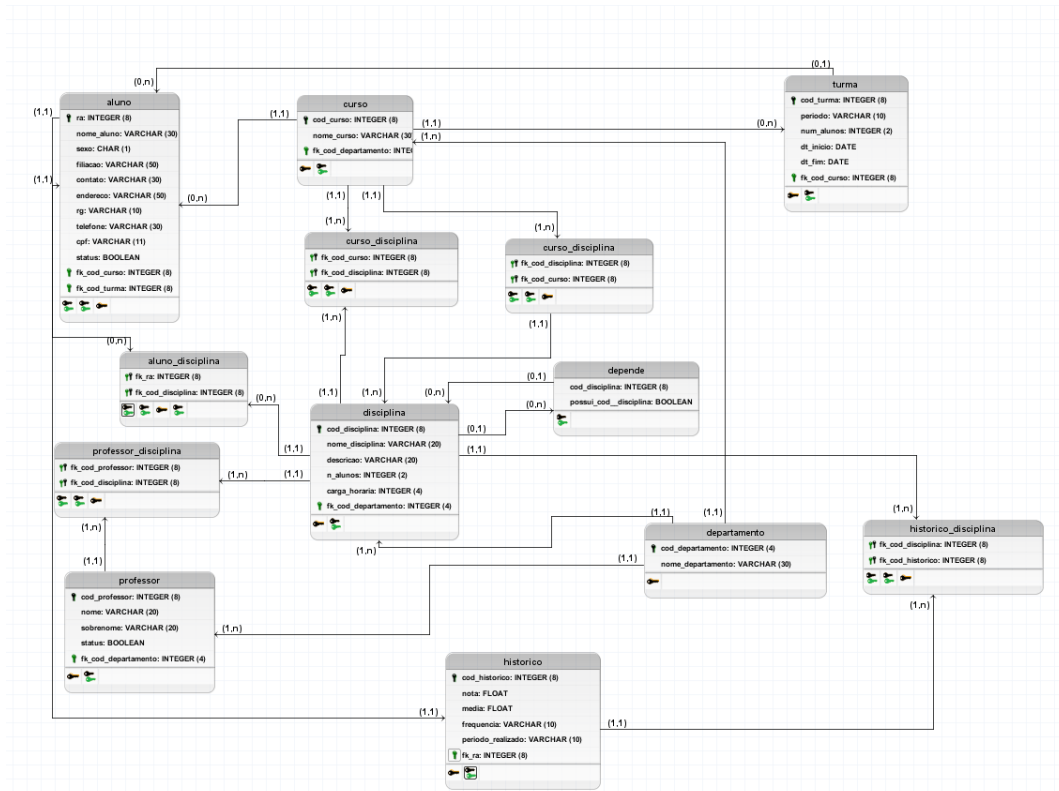 (0,1)
(0,n)
turma
cod_turma: INTEGER (8)
periodo: VARCHAR (10)
num_alunos: INTEGER (2)
dt_inicio: DATE
dt_fim: DATE
fk_cod_curso: INTEGER (8)
(1,1)
aluno
ra: INTEGER (8)
nome_aluno: VARCHAR (30)
sexo: CHAR (1)
filiacao: VARCHAR (50)
contato: VARCHAR (30)
endereco: VARCHAR (50)
rg: VARCHAR (10)
telefone: VARCHAR (30)
cpf: VARCHAR (11)
status: BOOLEAN
fk_cod_curso: INTEGER (8)
fk_cod_turma: INTEGER (8)
(1,1)
(0,n)
(1,1)
curso
cod_curso: INTEGER (8)
nome_curso: VARCHAR (30
fk_cod_departamento: INTE
(1,1)
(1,n)
(0,n)
(1,1)
(1,1)
(1,n)
(1,n)
curso_disciplina
fk_cod_curso: INTEGER (8)
fk_cod_disciplina: INTEGER (8)
(1,n)
curso_disciplina
fk_cod_disciplina: INTEGER (8)
fk_cod_curso: INTEGER (8)
(1,1)
(0,n)
aluno_disciplina
fk_ra: INTEGER (8)
fk_cod_disciplina: INTEGER (8)
(0,n)
(1,1)
(1,n)
(0,n)
(0,1)
depende
cod_disciplina: INTEGER (8)
possui_cod__disciplina: BOOLEAN
(0,n)
(0,1)
disciplina
cod_disciplina: INTEGER (8)
nome_disciplina: VARCHAR (20)
descricao: VARCHAR (20)
n_alunos: INTEGER (2)
carga_horaria: INTEGER (4)
fk_cod_departamento: INTEGER (4)
(1,1)
(1,1)
(1,1)
(1,n)
professor_disciplina
fk_cod_professor: INTEGER (8)
fk_cod_disciplina: INTEGER (8)
(1,n)
(1,n)
(1,1)
(1,1)
(1,1)
(1,n)
departamento
cod_departamento: INTEGER (4)
nome_departamento: VARCHAR (30)
(1,1)
historico_disciplina
fk_cod_disciplina: INTEGER (8)
fk_cod_historico: INTEGER (8)
(1,n)
professor
cod_professor: INTEGER (8)
nome: VARCHAR (20)
sobrenome: VARCHAR (20)
status: BOOLEAN
fk_cod_departamento: INTEGER (4)
(1,n)
historico
cod_historico: INTEGER (8)
nota: FLOAT
media: FLOAT
frequencia: VARCHAR (10)
periodo_realizado: VARCHAR (10)
fk_ra: INTEGER (8)
(1,1)
(1,1)